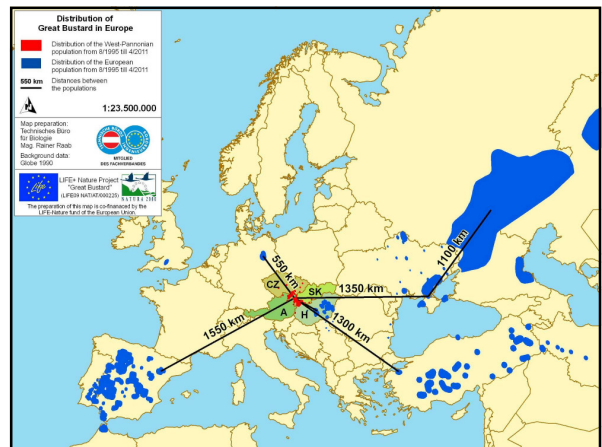 Distribution of
Great Bustard in Europe
Distribution of the West-Pannonian
population from 8/1995 till 4/2011
Distribution of the European
population from 8/1995 till 4/2011
550 km Distances between
the populations
1:23.500.000
Map preparation:
Technisches Büro
für Biologie
Mag. Rainer Raab
Background data:
Globe 1990
MITGLIED
DES FACHVERBANDES
Life
LIFE+ Nature Project
"Great Bustard"
(LIFE09 NAT/AT/000225)
NATURA 2000
The preparation of this map is co-financed by the
LIFE-Nature fund of the European Union.
1100 km
550 km
CZ
SK
1350 km
A
H
1550 km
1300 km